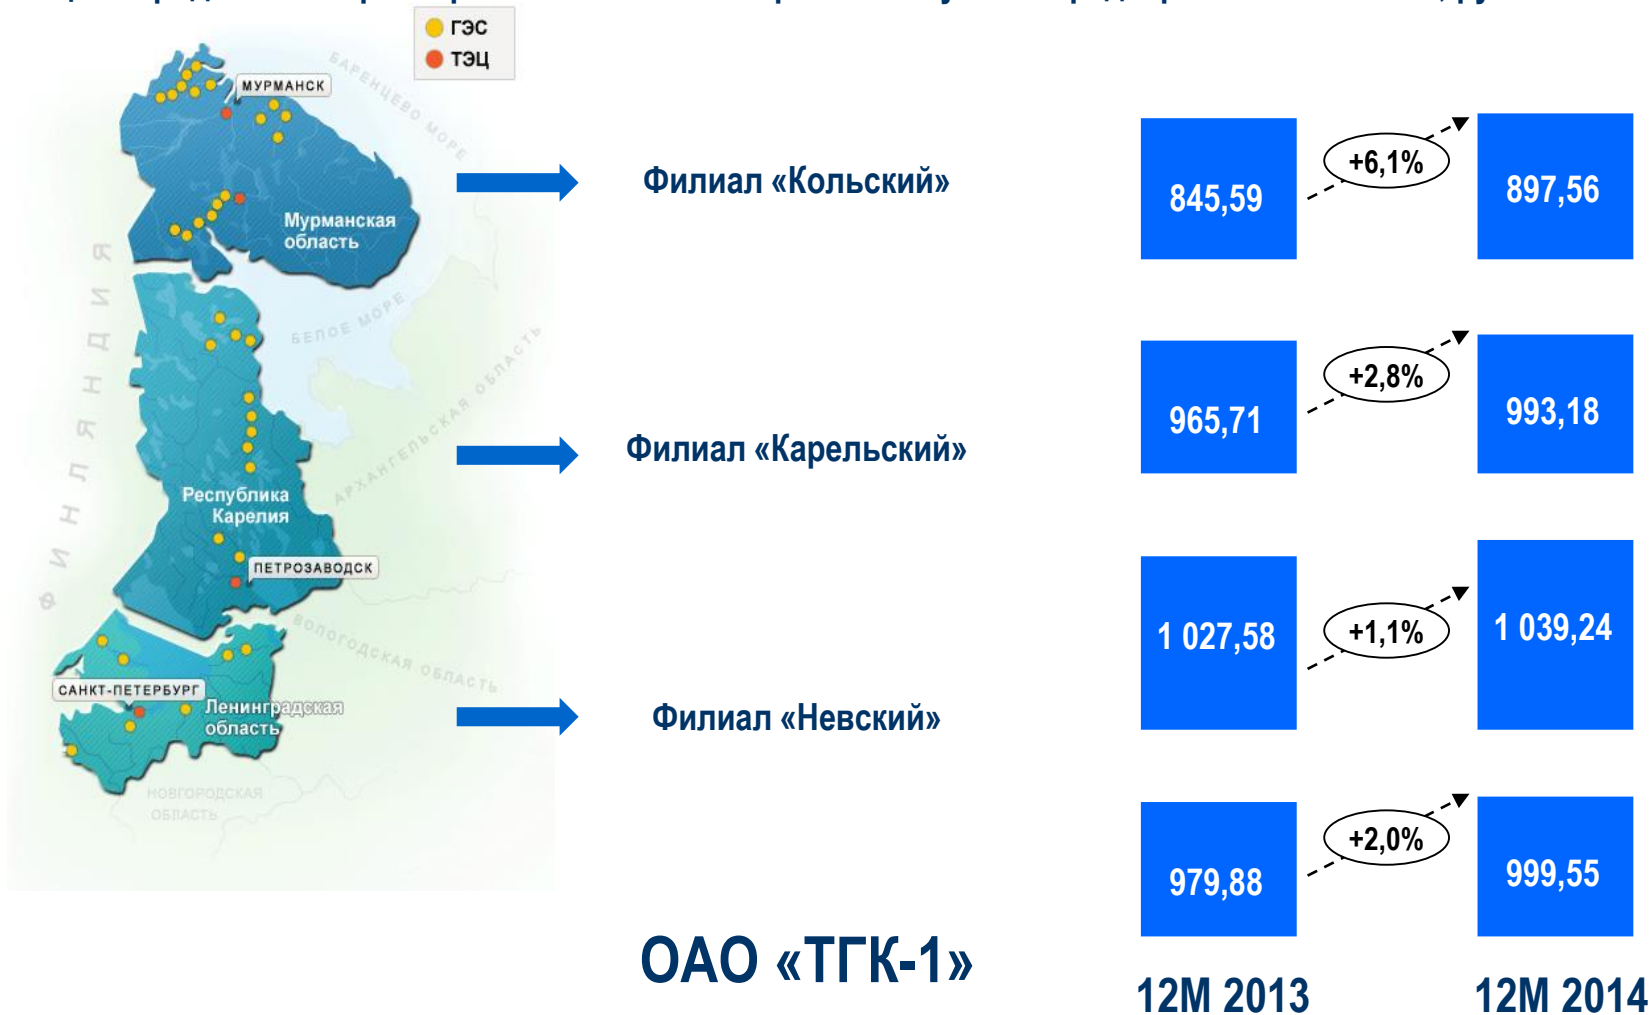 ГЭС
ТЭЦ
БАРЕНЦЕВО МОРЕ
МУРМАНСК
Мурманская
область
БЕЛОЕ МОРЕ
ФИНЛЯНДИЯ
АРХАНГЕЛЬСКАЯ ОБЛАСТЬ
Республика
Карелия
ПЕТРОЗАВОДСК
ВОЛОГОДСКАЯ ОБЛАСТЬ
САНКТ-ПЕТЕРБУРГ
Ленинградская
область
НОВГОРОДСКАЯ
ОБЛАСТЬ
Филиал «Кольский»
845,59
+6,1%
897,56
Филиал «Карельский»
965,71
+2,8%
993,18
Филиал «Невский»
1 027,58
+1,1%
1 039,24
979,88
+2,0%
999,55
ОАО «ТГК-1»
12М 2013
12М 2014